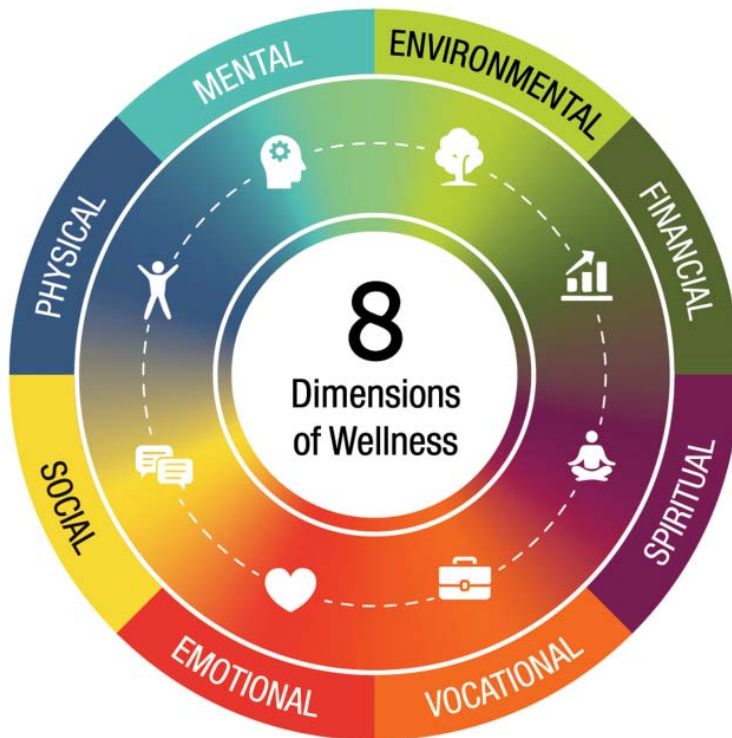 8
Dimensions
of Wellness
MENTAL
ENVIRONMENTAL
FINANCIAL
SPIRITUAL
VOCATIONAL
EMOTIONAL
SOCIAL
PHYSICAL